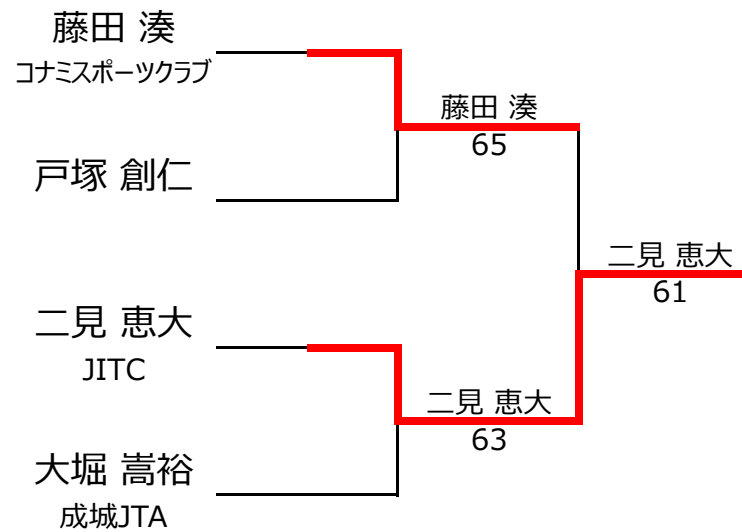 藤田 湊
コナミスポーツクラブ
藤田 湊
65
戸塚 創仁
二見 恵大
61
二見 恵大
JITC
二見 恵大
63
大堀 嵩裕
成城JTA